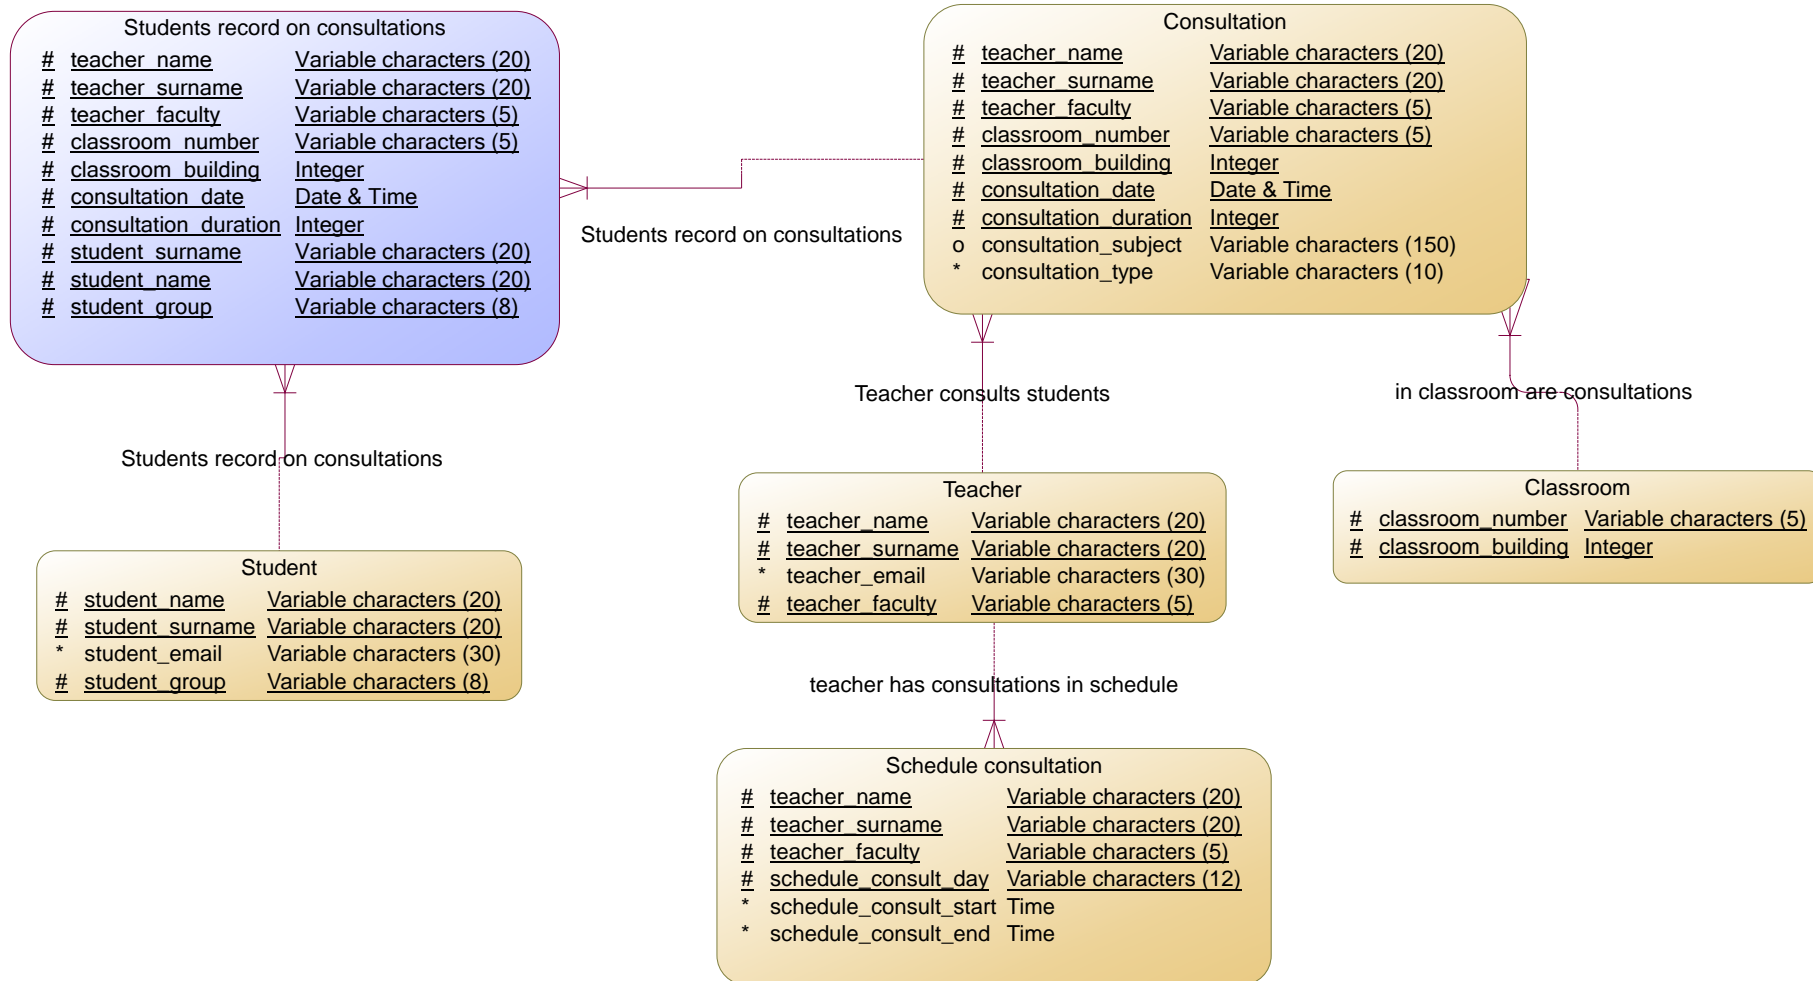 Students record on consultations
# teacher_name Variable characters (20)
# teacher_surname Variable characters (20)
# teacher_faculty Variable characters (5)
# classroom_number Variable characters (5)
# classroom_building Integer
# consultation_date Date & Time
# consultation_duration Integer
# student_surname Variable characters (20)
# student_name Variable characters (20)
# student_group Variable characters (8)
Consultation
# teacher_name Variable characters (20)
# teacher_surname Variable characters (20)
# teacher_faculty Variable characters (5)
# classroom_number Variable characters (5)
# classroom_building Integer
# consultation_date Date & Time
# consultation_duration Integer
o consultation_subject Variable characters (150)
* consultation_type Variable characters (10)
Students record on consultations
Teacher consults students
in classroom are consultations
Students record on consultations
Student
# student_name Variable characters (20)
# student_surname Variable characters (20)
* student_email Variable characters (30)
# student_group Variable characters (8)
Teacher
# teacher_name Variable characters (20)
# teacher_surname Variable characters (20)
* teacher_email Variable characters (30)
# teacher_faculty Variable characters (5)
Classroom
# classroom_number Variable characters (5)
# classroom_building Integer
teacher has consultations in schedule
Schedule consultation
# teacher_name Variable characters (20)
# teacher_surname Variable characters (20)
# teacher_faculty Variable characters (5)
# schedule_consult_day Variable characters (12)
* schedule_consult_start Time
* schedule_consult_end Time